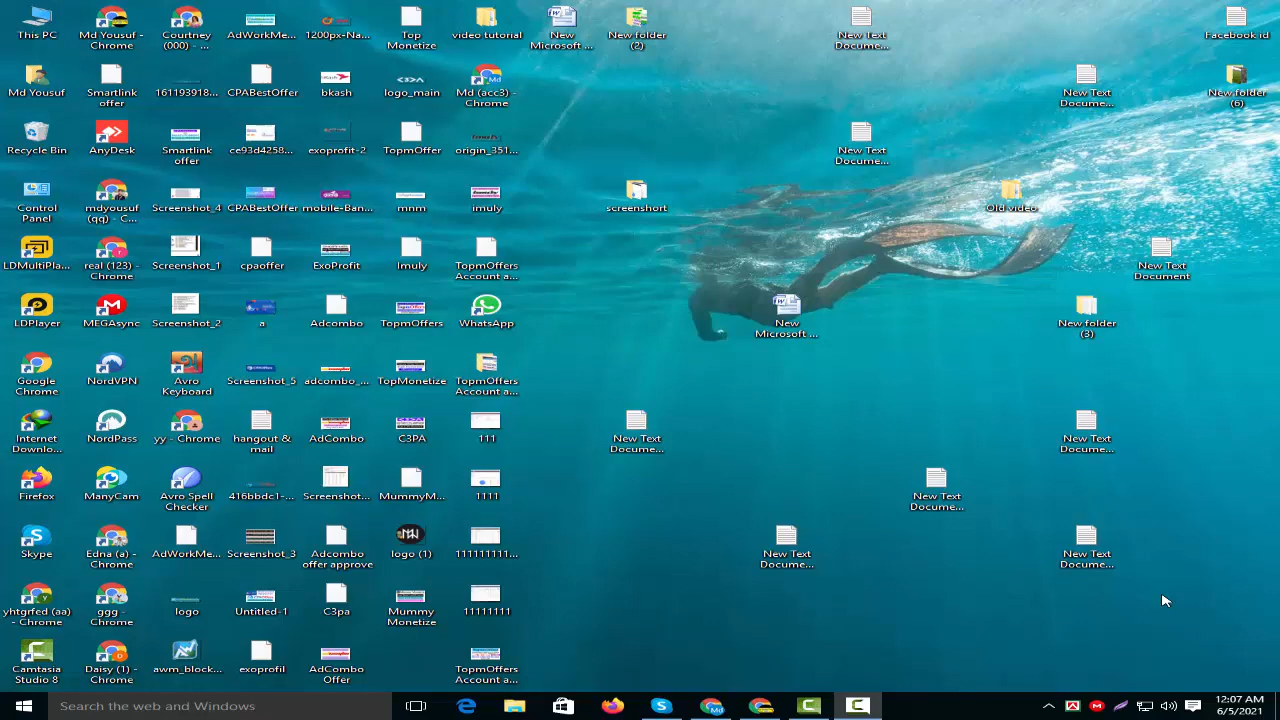 This PC
Md Yousuf -
Chrome
Courtney
(000) - ...
AdWorkMe...
1200px-Na...
Top
Monetize
video tutorial
New
Microsoft ...
New folder
(2)
New Text
Docume...
Facebook id
Md Yousuf
Smartlink
offer
161193918...
CPABestOffer
bkash
logo_main
Md (acc3) -
Chrome
New Text
Docume...
New folder
(6)
Recycle Bin
AnyDesk
smartlink
offer
ce93d4258...
exoprofit-2
TopmOffer
origin_351...
New Text
Docume...
Control
Panel
mdyousuf
(qq) - C...
Screenshot_4
CPABestOffer
mobile-Ban...
mnm
imuly
screenshort
Old video
LDMultiPla...
real (123) -
Chrome
Screenshot_1
cpaoffer
ExoProfit
Imuly
TopmOffers
Account a...
New Text
Document
LDPlayer
MEGAsync
Screenshot_2
a
Adcombo
TopmOffers
WhatsApp
New
Microsoft ...
New folder
(3)
Google
Chrome
NordVPN
Avro
Keyboard
Screenshot_5
adcombo_...
TopMonetize
TopmOffers
Account a...
Internet
Downlo...
NordPass
yy - Chrome
hangout &
mail
AdCombo
C3PA
111
New Text
Docume...
New Text
Docume...
Firefox
ManyCam
Avro Spell
Checker
416bbdc1-...
Screenshot...
MummyM...
1111
New Text
Docume...
Skype
Edna (a) -
Chrome
AdWorkMe...
Screenshot_3
Adcombo
offer approve
logo (1)
111111111...
New Text
Docume...
New Text
Docume...
yhtgrfed (aa)
- Chrome
ggg -
Chrome
logo
Untitled-1
C3pa
Mummy
Monetize
11111111
Camtasia
Studio 8
Daisy (1) -
Chrome
awm_block...
exoprofil
AdCombo
Offer
TopmOffers
Account a...
Search the web and Windows
12:07 AM
6/5/2021